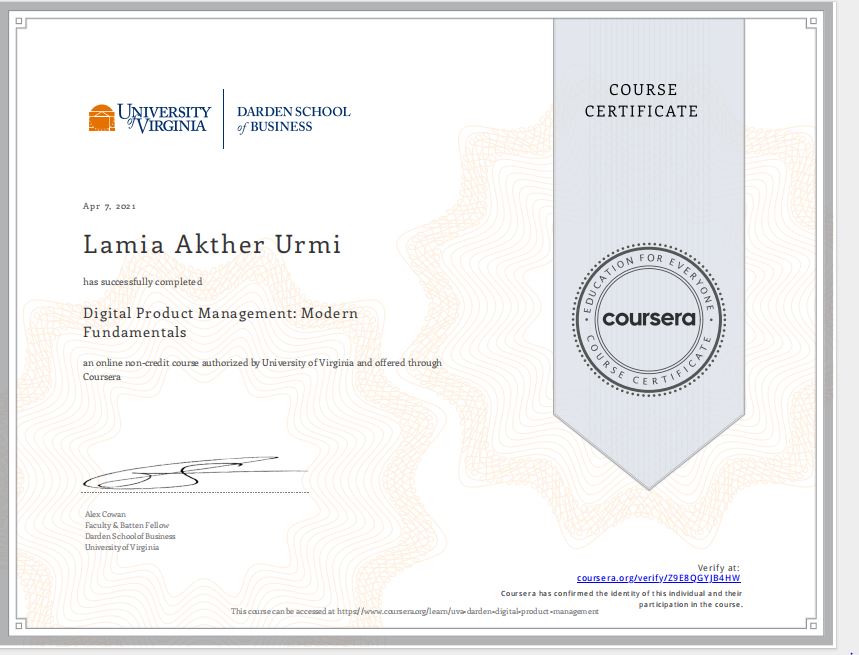 UNIVERSITY
of VIRGINIA
DARDEN SCHOOL
of BUSINESS
COURSE
CERTIFICATE
Apr 7, 2021
Lamia Akther Urmi
has successfully completed
Digital Product Management: Modern
Fundamentals
an online non-credit course authorized by University of Virginia and offered through
Coursera
EDUCATION FOR EVERYONE
coursera
COURSE CERTIFICATE
Alex Cowan
Faculty & Batten Fellow
Darden School of Business
University of Virginia
Verify at:
coursera.org/verify/Z9E8QGYJB4HW
Coursera has confirmed the identity of this individual and their
participation in the course.
This course can be accessed at https://www.coursera.org/learn/uva-darden-digital-product-management